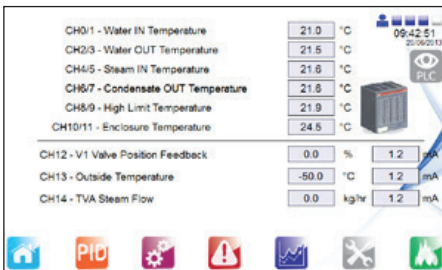 CH0/1 - Water IN Temperature 21.0 °C
09:42:51
20/06/2013
CH2/3 - Water OUT Temperature 21.5 °C
CH4/5 - Steam IN Temperature 21.6 °C
PLC
CH6/7 - Condensate OUT Temperature 21.6 °C
CH8/9 - High Limit Temperature 21.9 °C
CH10/11 - Enclosure Temperature 24.5 °C
CH12 - V1 Valve Position Feedback 0.0 % 1.2 mA
CH13 - Outside Temperature -50.0 °C 1.2 mA
CH14 - TVA Steam Flow 0.0 kg/hr 1.2 mA
PID